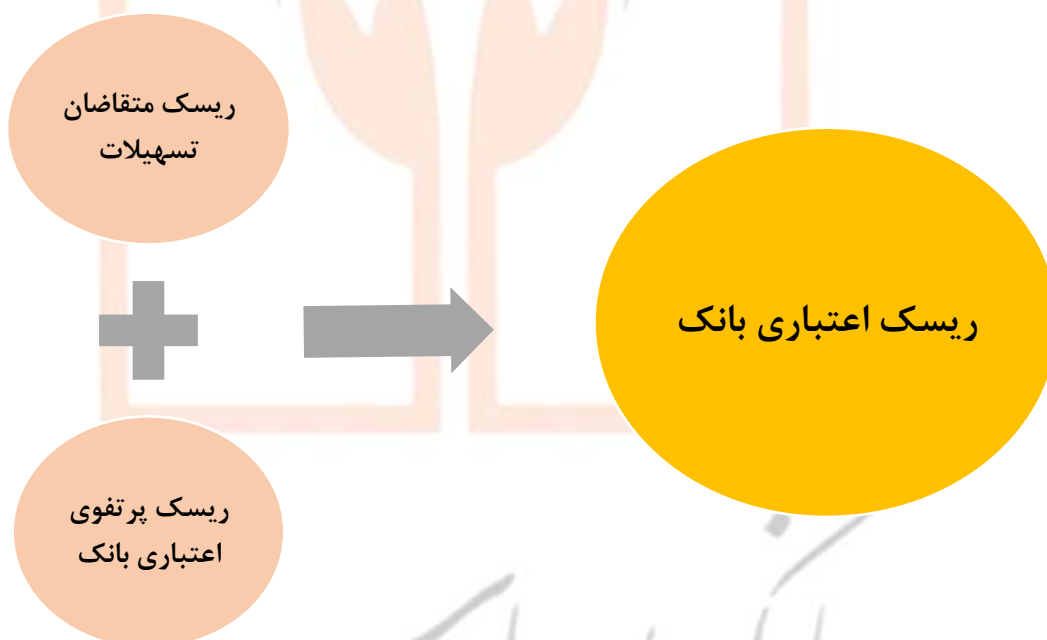 ریسک متقاضان
تسهیلات
ریسک اعتباری بانک
ریسک پرتفوی
اعتباری بانک